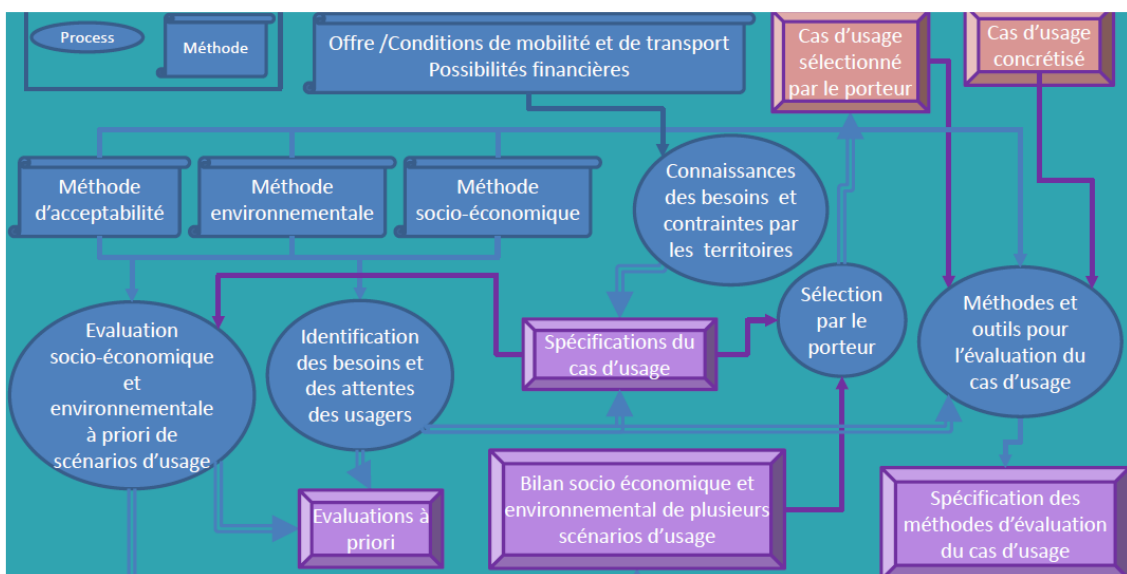 Process
Méthode
Offre /Conditions de mobilité et de transport
Possibilités financières
Cas d'usage
sélectionné
par le porteur
Cas d'usage
concrétisé
Méthode
d'acceptabilité
Méthode
environnementale
Méthode
socio-économique
Connaissances
des besoins et
contraintes par
les territoires
Evaluation
socio-économique
et
environnementale
à priori de
scénarios d'usage
Identification
des besoins et
des attentes
des usagers
Spécifications du
cas d'usage
Sélection
par le
porteur
Méthodes et
outils pour
l'évaluation du
cas d'usage
Evaluations à
priori
Bilan socio économique et
environnemental de plusieurs
scénarios d'usage
Spécification des
méthodes d'évaluation
du cas d'usage